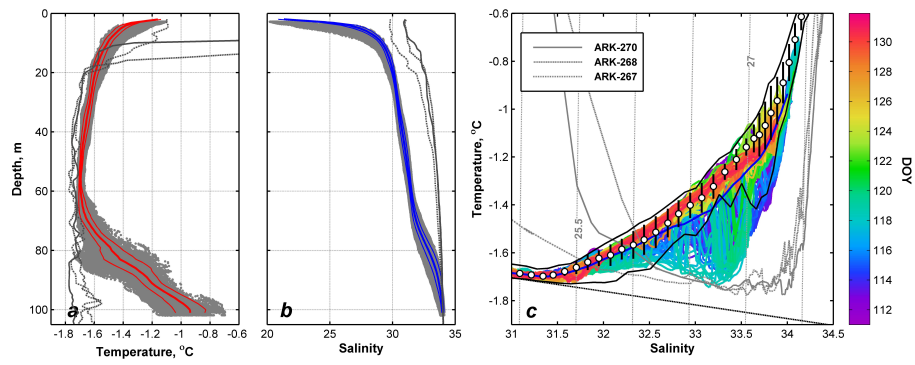 0
20
40
60
80
100
Depth, m
-1.8 -1.6 -1.4 -1.2 -1 -0.8 -0.6
Temperature, °C
a
20 25 30 35
Salinity
b
-0.6
-0.8
-1
-1.2
-1.4
-1.6
-1.8
Temperature, °C
ARK-270
ARK-268
ARK-267
27
25.5
c
31 31.5 32 32.5 33 33.5 34 34.5
Salinity
130
128
126
124
122
120
118
116
114
112
DOY